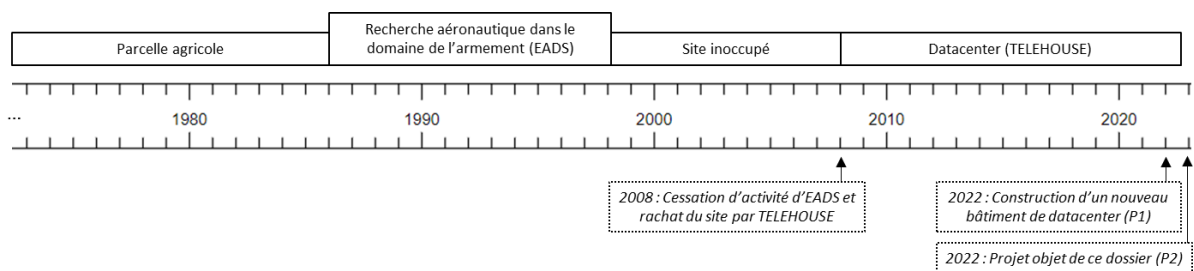 Parcelle agricole
Recherche aéronautique dans le
domaine de l'armement (EADS)
Site inoccupé
Datacenter (TELEHOUSE)
...
1980
1990
2000
2010
2020
2008 : Cessation d'activité d'EADS et
rachat du site par TELEHOUSE
2022 : Construction d'un nouveau
bâtiment de datacenter (P1)
2022 : Projet objet de ce dossier (P2)